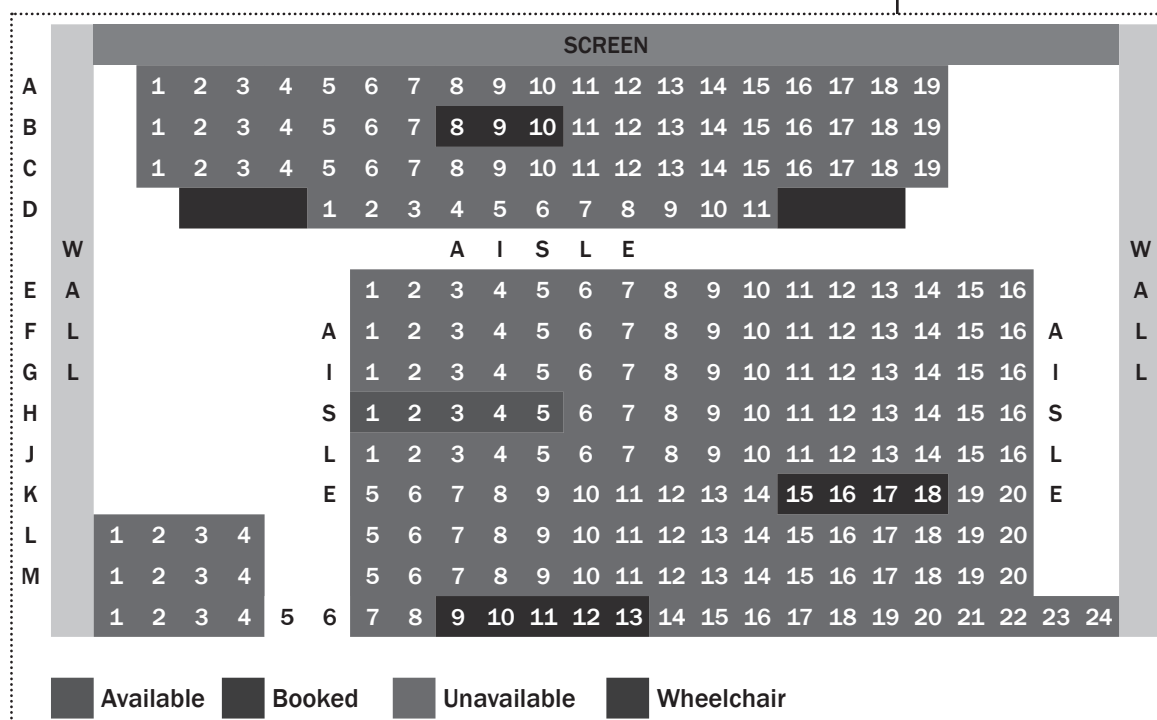 SCREEN
A 1 2 3 4 5 6 7 8 9 10 11 12 13 14 15 16 17 18 19
B 1 2 3 4 5 6 7 8 9 10 11 12 13 14 15 16 17 18 19
C 1 2 3 4 5 6 7 8 9 10 11 12 13 14 15 16 17 18 19
D 1 2 3 4 5 6 7 8 9 10 11
W A I S L E W
E A 1 2 3 4 5 6 7 8 9 10 11 12 13 14 15 16 A
F L A 1 2 3 4 5 6 7 8 9 10 11 12 13 14 15 16 A L
G L I 1 2 3 4 5 6 7 8 9 10 11 12 13 14 15 16 I L
H S 1 2 3 4 5 6 7 8 9 10 11 12 13 14 15 16 S
J L 1 2 3 4 5 6 7 8 9 10 11 12 13 14 15 16 L
K E 5 6 7 8 9 10 11 12 13 14 15 16 17 18 19 20 E
L 1 2 3 4 5 6 7 8 9 10 11 12 13 14 15 16 17 18 19 20
M 1 2 3 4 5 6 7 8 9 10 11 12 13 14 15 16 17 18 19 20
1 2 3 4 5 6 7 8 9 10 11 12 13 14 15 16 17 18 19 20 21 22 23 24
Available Booked Unavailable Wheelchair